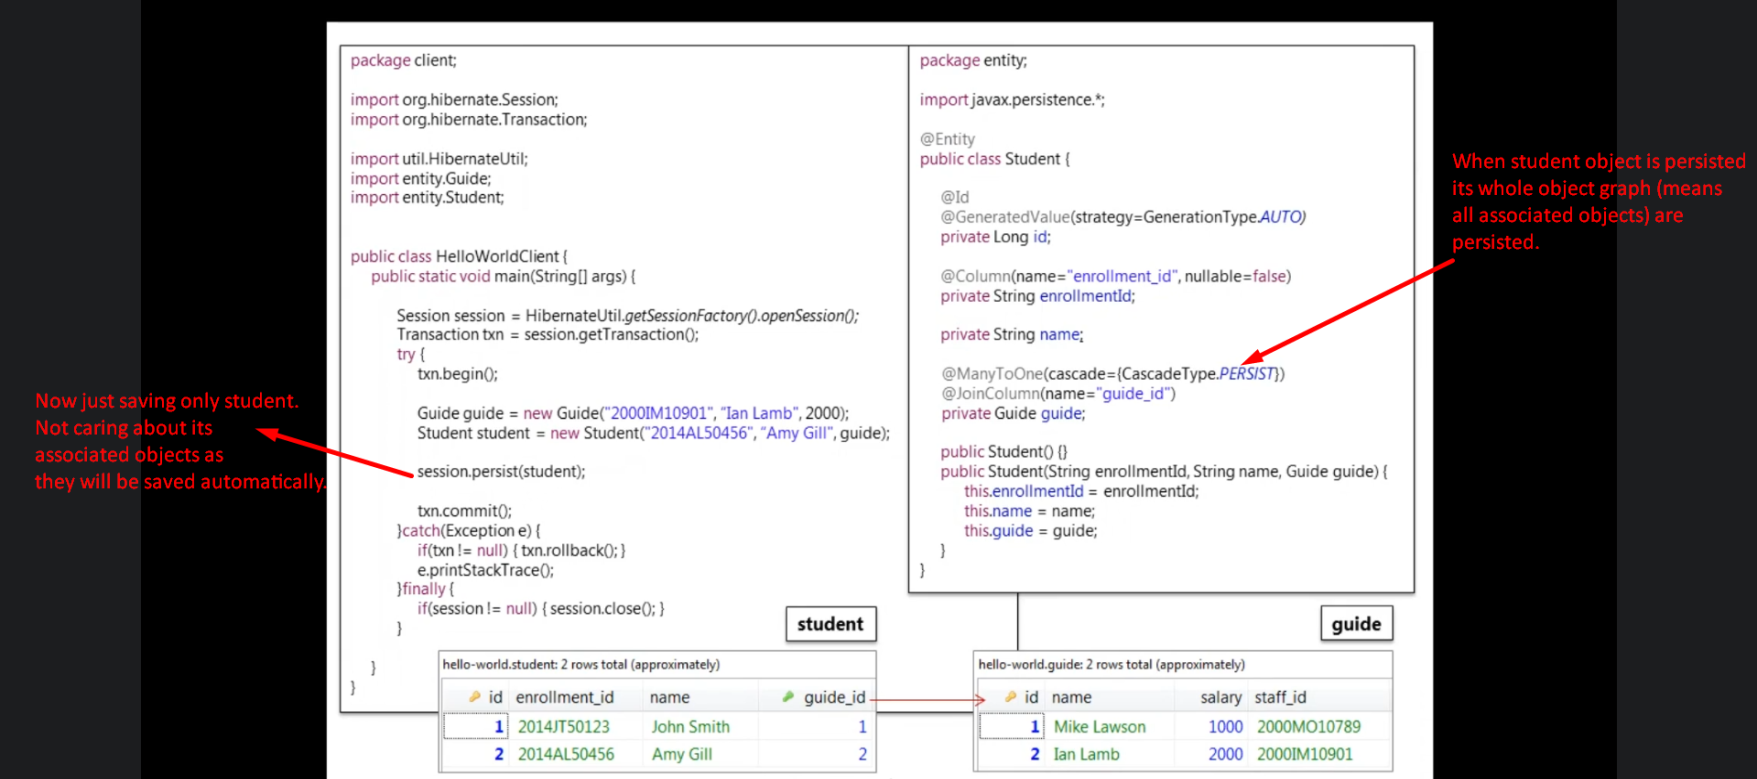 package client;
import org.hibernate.Session;
import org.hibernate.Transaction;
import util.HibernateUtil;
import entity.Guide;
import entity.Student;
public class HelloWorldClient {
public static void main(String[] args) {
Session session = HibernateUtil.getSessionFactory().openSession();
Transaction txn = session.getTransaction();
try {
txn.begin();
Guide guide = new Guide("2000IM10901", "Ian Lamb", 2000);
Student student = new Student("2014AL50456", "Amy Gill", guide);
session.persist(student);
txn.commit();
}catch(Exception e) {
if(txn != null) { txn.rollback(); }
e.printStackTrace();
}finally {
if(session != null) { session.close(); }
}
}
}
Now just saving only student.
Not caring about its
associated objects as
they will be saved automatically.
package entity;
import javax.persistence.*;
@Entity
public class Student {
@Id
@GeneratedValue(strategy=GenerationType.AUTO)
private Long id;
@Column(name="enrollment_id", nullable=false)
private String enrollmentId;
private String name;
@ManyToOne(cascade={CascadeType.PERSIST})
@JoinColumn(name="guide_id")
private Guide guide;
public Student() {}
public Student(String enrollmentId, String name, Guide guide) {
this.enrollmentId = enrollmentId;
this.name = name;
this.guide = guide;
}
}
When student object is persisted
its whole object graph (means
all associated objects) are
persisted.
student
hello-world.student: 2 rows total (approximately)
id enrollment_id name guide_id
1 2014JT50123 John Smith 1
2 2014AL50456 Amy Gill 2
guide
hello-world.guide: 2 rows total (approximately)
id name salary staff_id
1 Mike Lawson 1000 2000MO10789
2 Ian Lamb 2000 2000IM10901